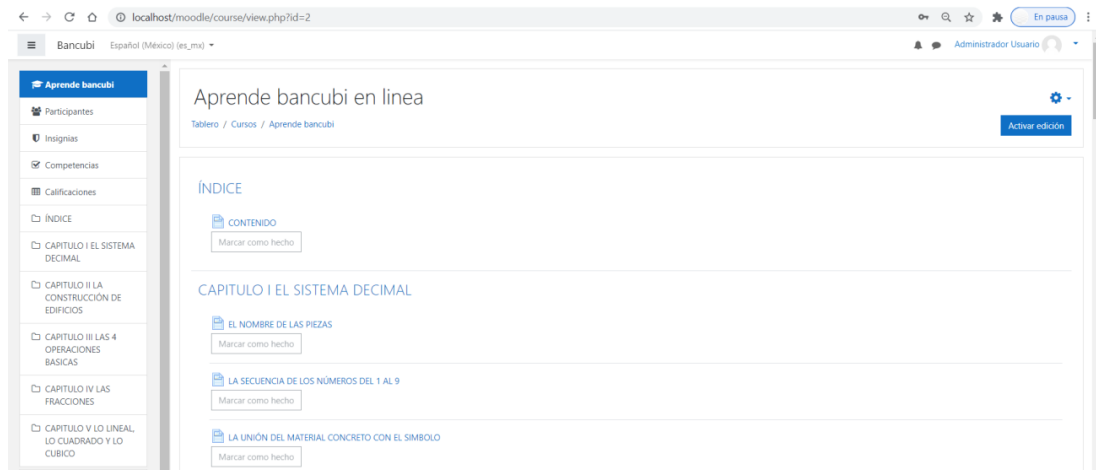 localhost/moodle/course/view.php?id=2
En pausa
Bancubi Español (México) (es_mx)
Administrador Usuario
Aprende bancubi
Participantes
Insignias
Competencias
Calificaciones
ÍNDICE
CAPITULO I EL SISTEMA
DECIMAL
CAPITULO II LA
CONSTRUCCIÓN DE
EDIFICIOS
CAPITULO III LAS 4
OPERACIONES
BASICAS
CAPITULO IV LAS
FRACCIONES
CAPITULO V LO LINEAL,
LO CUADRADO Y LO
CUBICO
Aprende bancubi en linea
Tablero / Cursos / Aprende bancubi
Activar edición
ÍNDICE
CONTENIDO
Marcar como hecho
CAPITULO I EL SISTEMA DECIMAL
EL NOMBRE DE LAS PIEZAS
Marcar como hecho
LA SECUENCIA DE LOS NÚMEROS DEL 1 AL 9
Marcar como hecho
LA UNIÓN DEL MATERIAL CONCRETO CON EL SIMBOLO
Marcar como hecho